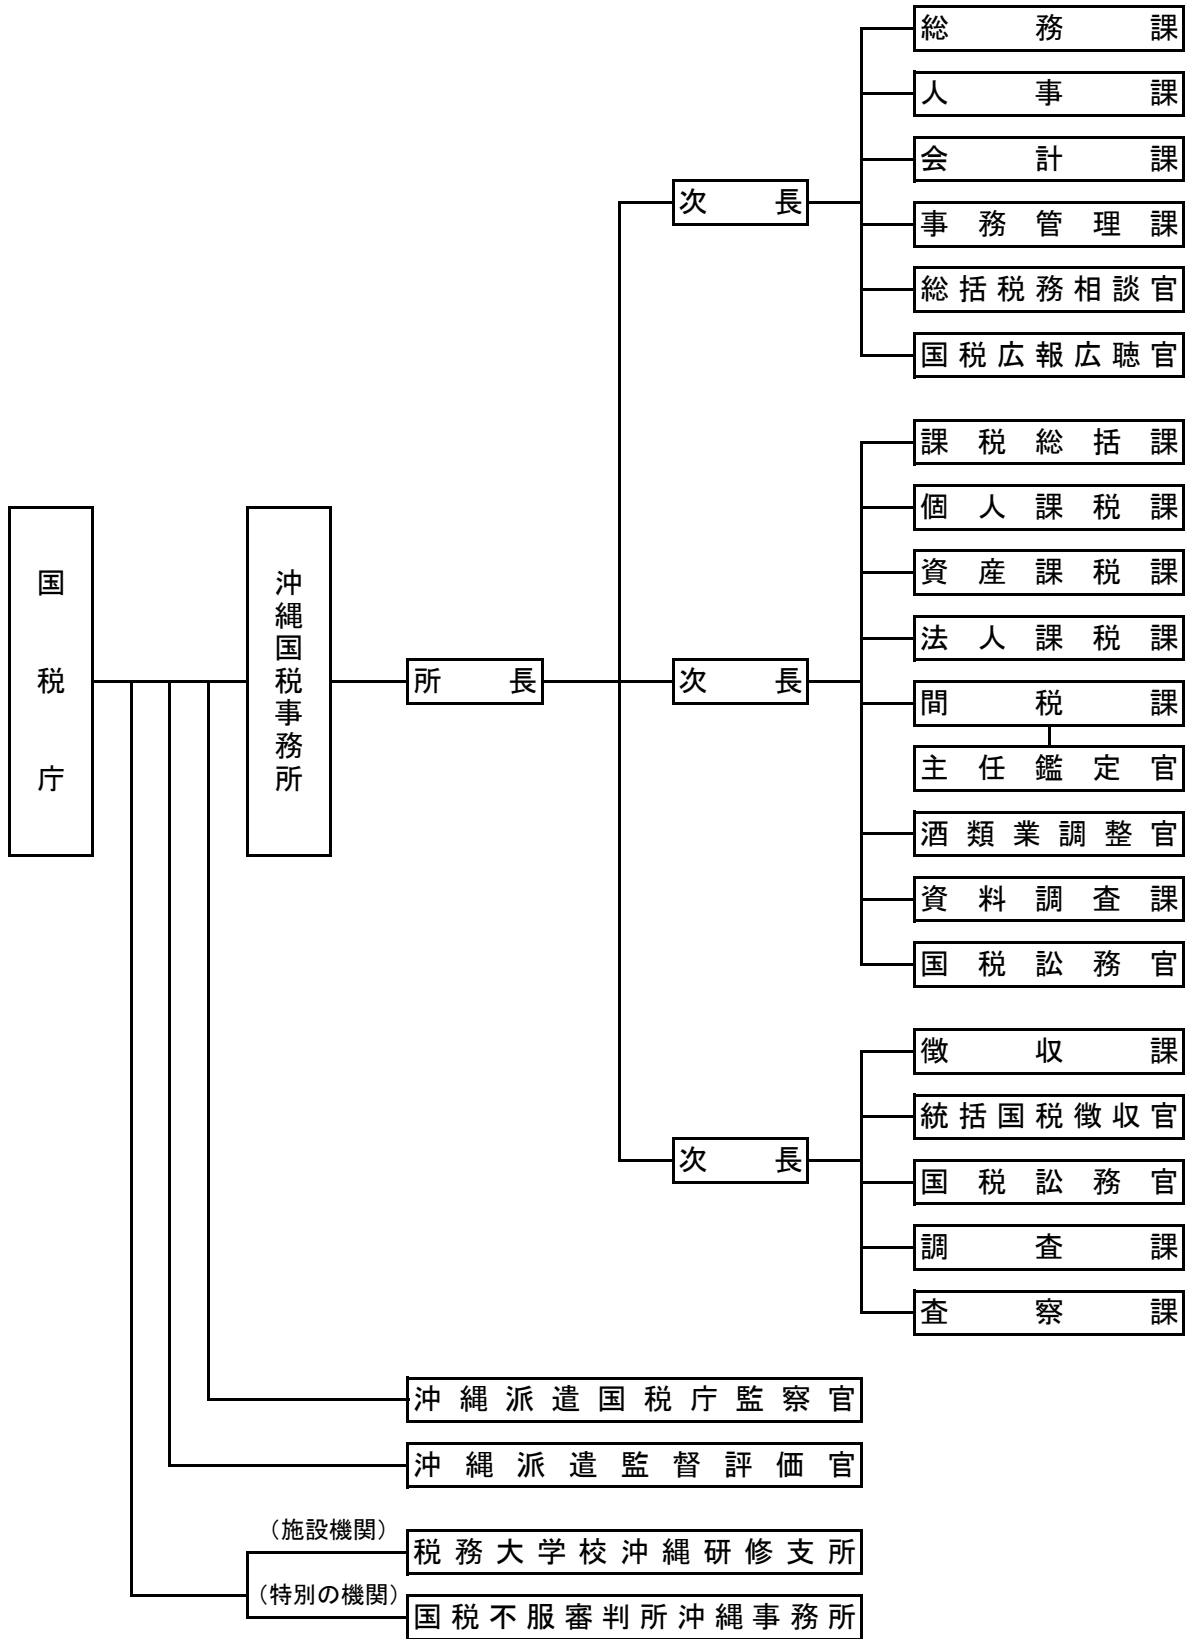 国税庁
沖縄国税事務所
所長
次長
総務課
人事課
会計課
事務管理課
総括税務相談官
国税広報広聴官
次長
課税総括課
個人課税課
資産課税課
法人課税課
間税課
主任鑑定官
酒類業調整官
資料調査課
国税訟務官
次長
徴収課
統括国税徴収官
国税訟務官
調査課
査察課
沖縄派遣国税庁監察官
沖縄派遣監督評価官
（施設機関）
税務大学校沖縄研修支所
（特別の機関）
国税不服審判所沖縄事務所